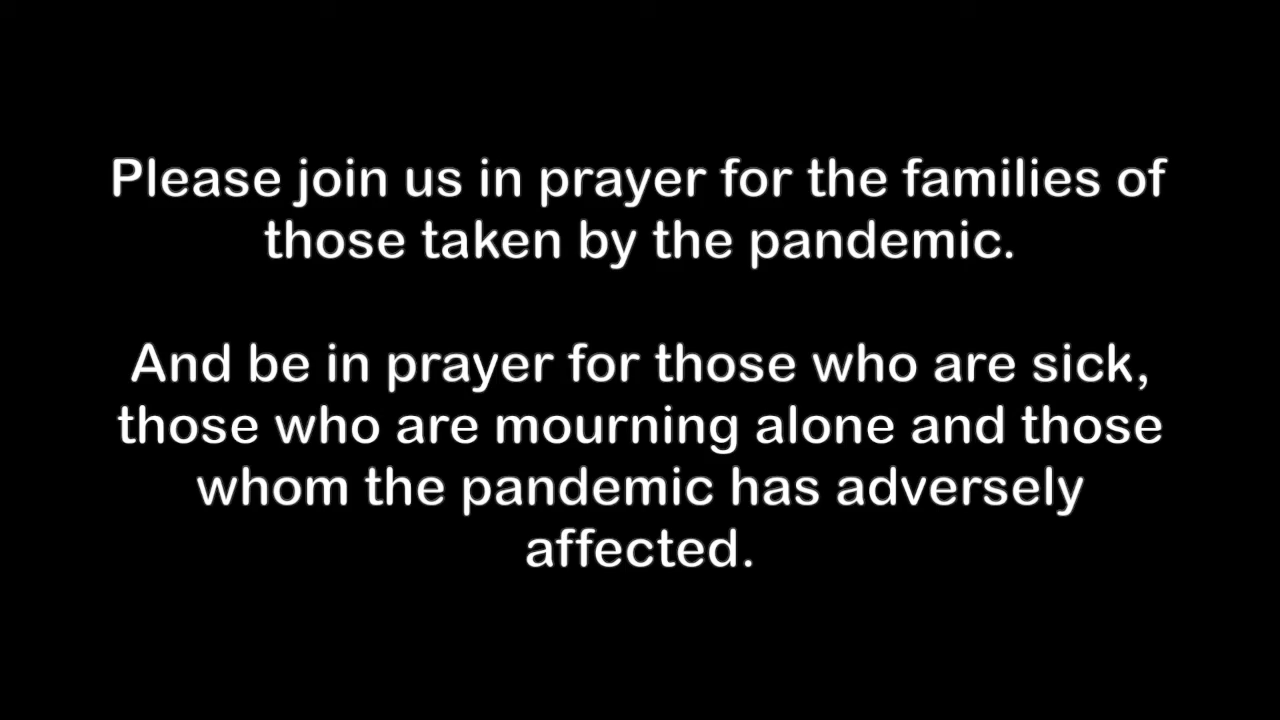 Please join us in prayer for the families of
those taken by the pandemic.
And be in prayer for those who are sick,
those who are mourning alone and those
whom the pandemic has adversely
affected.